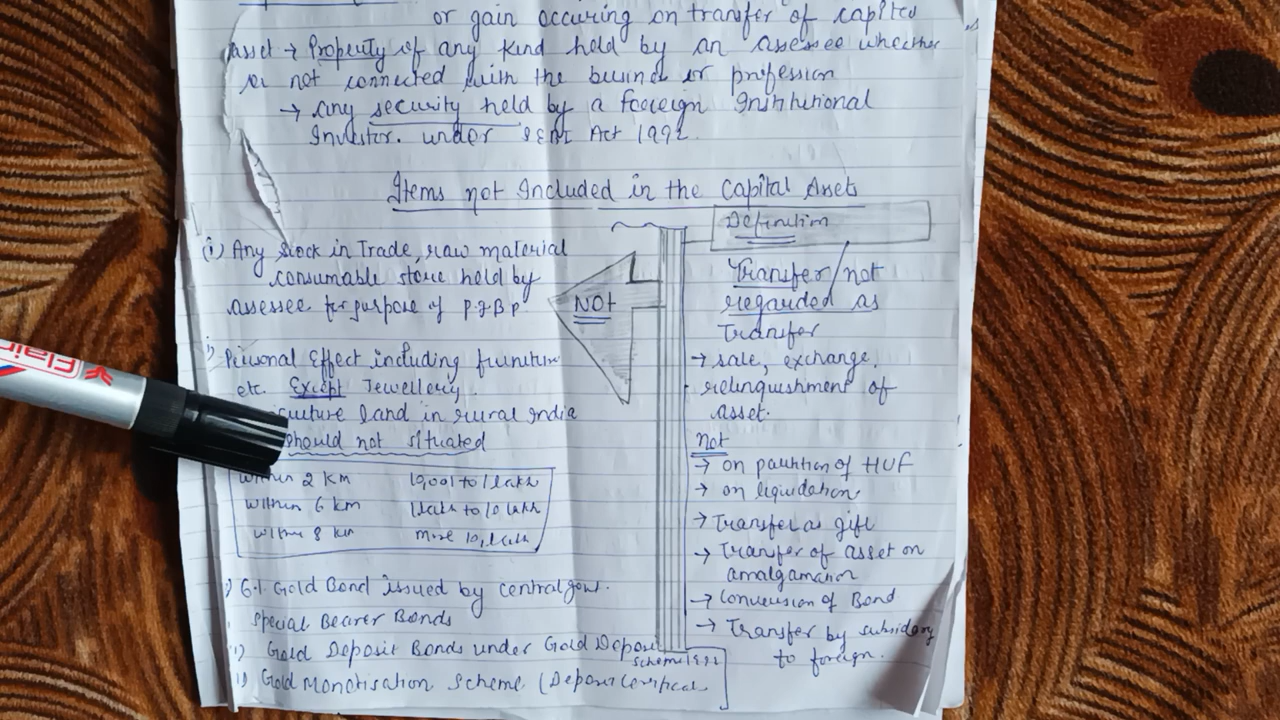 or gain occuring on transfer of capital
asset → Property of any kind held by an assessee whether
or not connected with the busines or profession
→ any security held by a foreign Institutional
Investor. under SEBI Act 1992
Items not Included in the Capital Assets
Definition
(i) Any stock in Trade, raw material
consumable store held by
assessee for purpose of P.G.B.P
Personal Effect including furniture
etc. Except Jewellery.
culture land in rural India
should not situated
within 2 KM 10,001 to 1 lakh
within 6 km 1 lakh to 10 lakh
within 8 km more 10, Lakh
6.1. Gold Bond issued by central govt.
Special Bearer Bonds
Gold Deposit Bonds under Gold Deposit
Scheme
Gold Monetisation Scheme (Deposit Certificate
NOT
Transfer/not
regarded as
Transfer
→ sale, exchange.
relinquishment of
asset.
Not
→ on partition of HUF
→ on liquidation
→ Transfer as gift
→ Transfer of asset on
amalgamation
→ Conversion of Bond
→ Transfer by subsidery
to foreign.
Flair